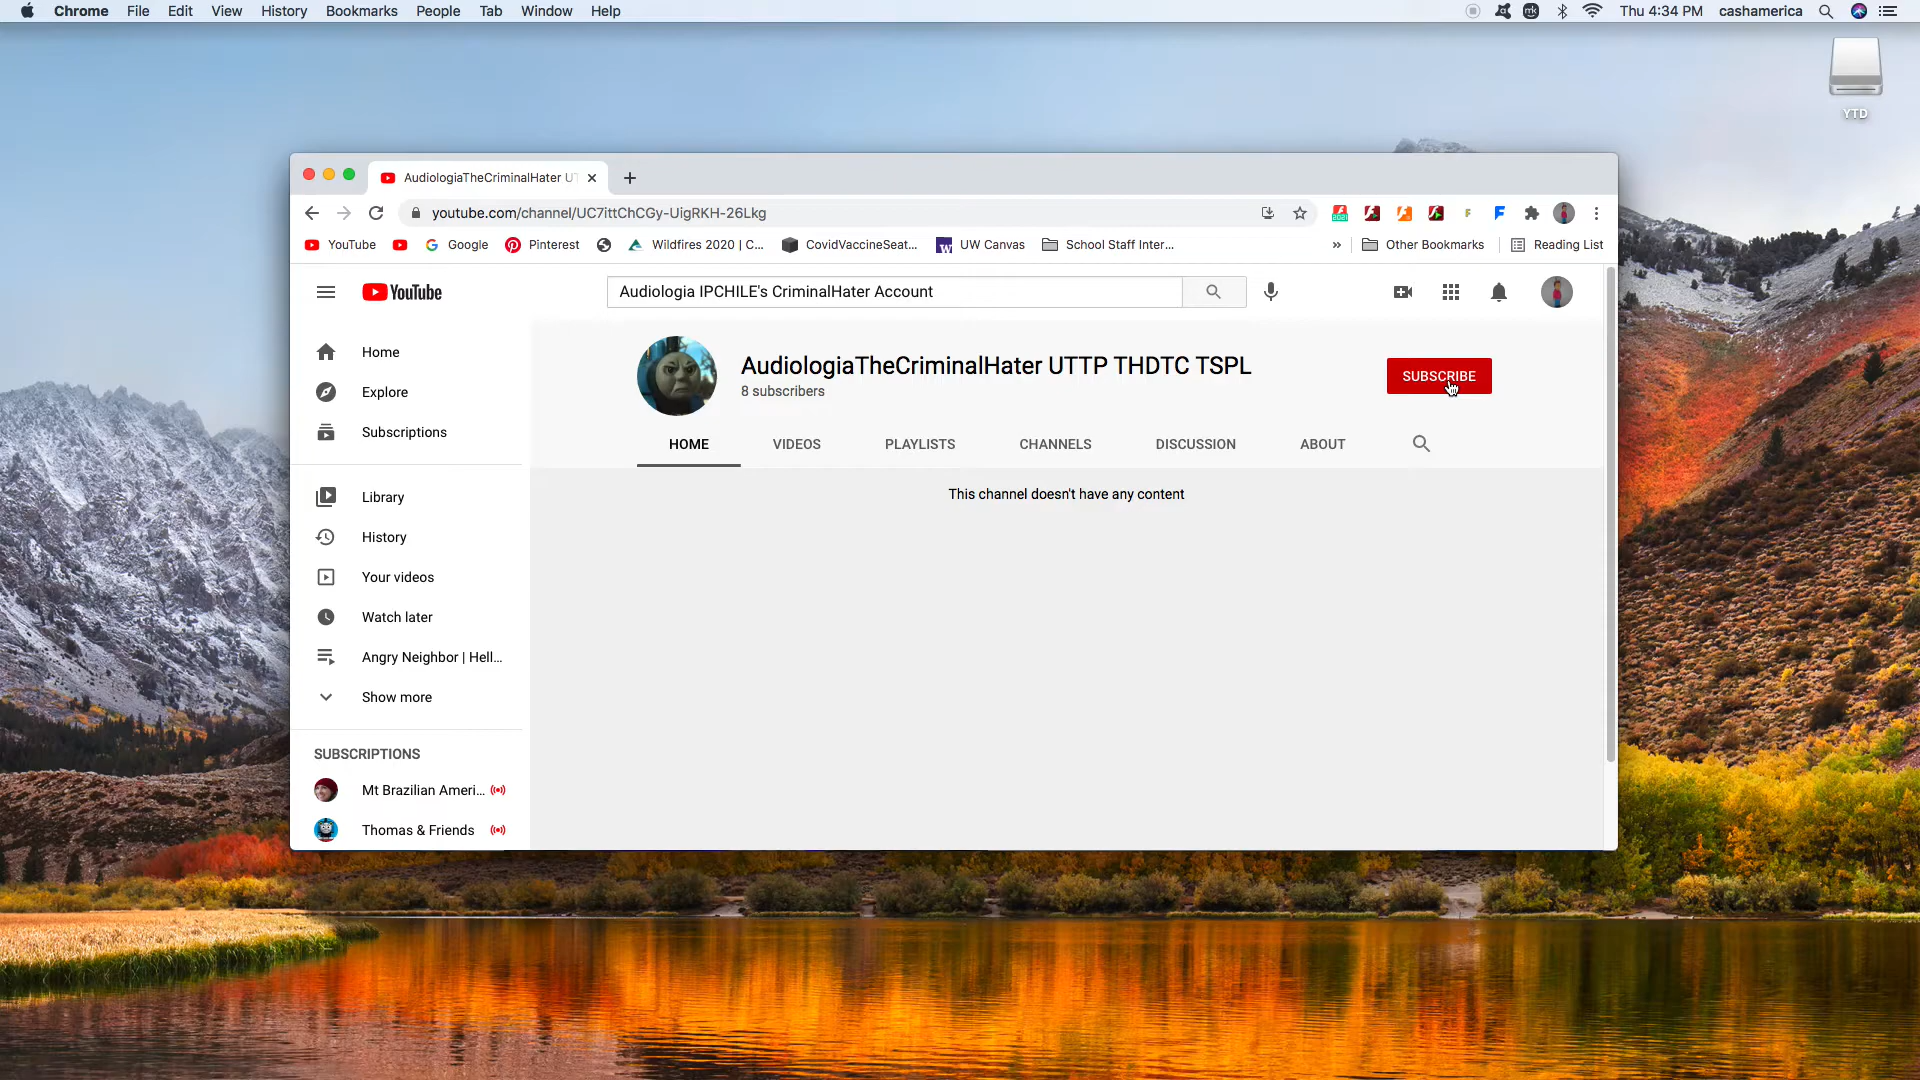 Chrome File Edit View History Bookmarks People Tab Window Help Thu 4:34 PM cashamerica
YTD
AudiologiaTheCriminalHater UT
youtube.com/channel/UC7ittChCGy-UigRKH-26Lkg
YouTube Google Pinterest Wildfires 2020 | C... CovidVaccineSeat... UW Canvas School Staff Inter... » Other Bookmarks Reading List
YouTube Audiologia IPCHILE's CriminalHater Account
Home
Explore
Subscriptions
Library
History
Your videos
Watch later
Angry Neighbor | Hell...
Show more
SUBSCRIPTIONS
Mt Brazilian Ameri...
Thomas & Friends
AudiologiaTheCriminalHater UTTP THDTC TSPL
8 subscribers
SUBSCRIBE
HOME VIDEOS PLAYLISTS CHANNELS DISCUSSION ABOUT
This channel doesn't have any content